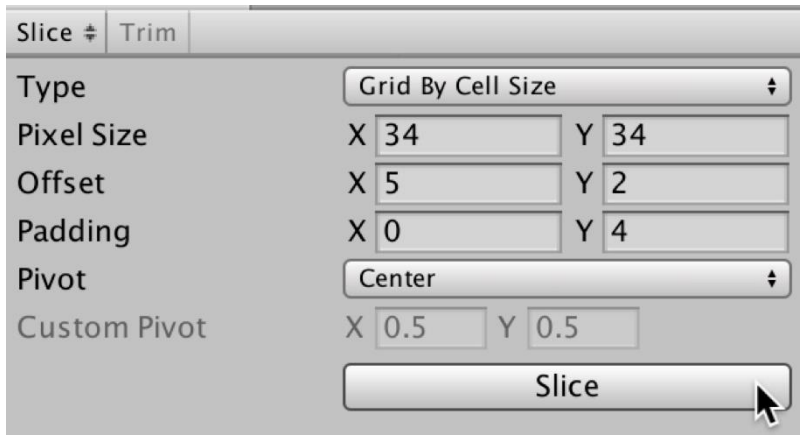 Slice Trim
Type Grid By Cell Size
Pixel Size X 34 Y 34
Offset X 5 Y 2
Padding X 0 Y 4
Pivot Center
Custom Pivot X 0.5 Y 0.5
Slice